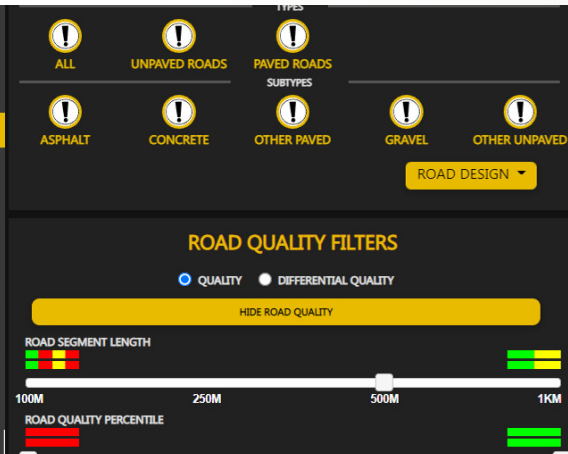 TYPES
ALL UNPAVED ROADS PAVED ROADS
SUBTYPES
ASPHALT CONCRETE OTHER PAVED GRAVEL OTHER UNPAVED
ROAD DESIGN
ROAD QUALITY FILTERS
QUALITY DIFFERENTIAL QUALITY
HIDE ROAD QUALITY
ROAD SEGMENT LENGTH
100M 250M 500M 1KM
ROAD QUALITY PERCENTILE